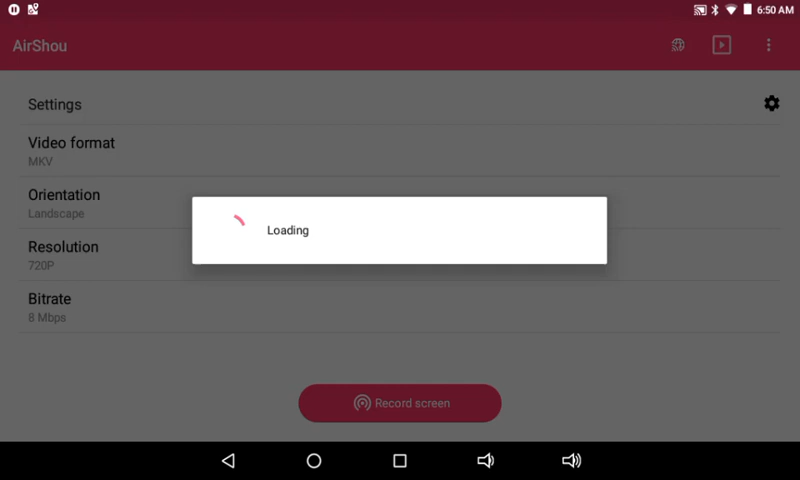 6:50 AM
AirShou
Settings
Video format
MKV
Orientation
Landscape
Loading
Resolution
720P
Bitrate
8 Mbps
Record screen